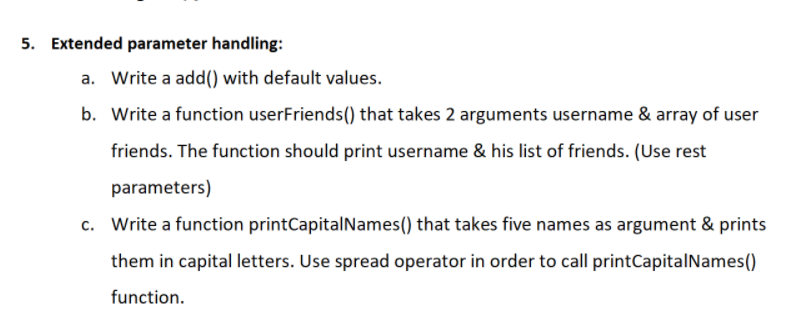 5. Extended parameter handling:
a. Write a add() with default values.
b. Write a function userFriends() that takes 2 arguments username & array of user
friends. The function should print username & his list of friends. (Use rest
parameters)
c. Write a function printCapitalNames() that takes five names as argument & prints
them in capital letters. Use spread operator in order to call printCapitalNames()
function.